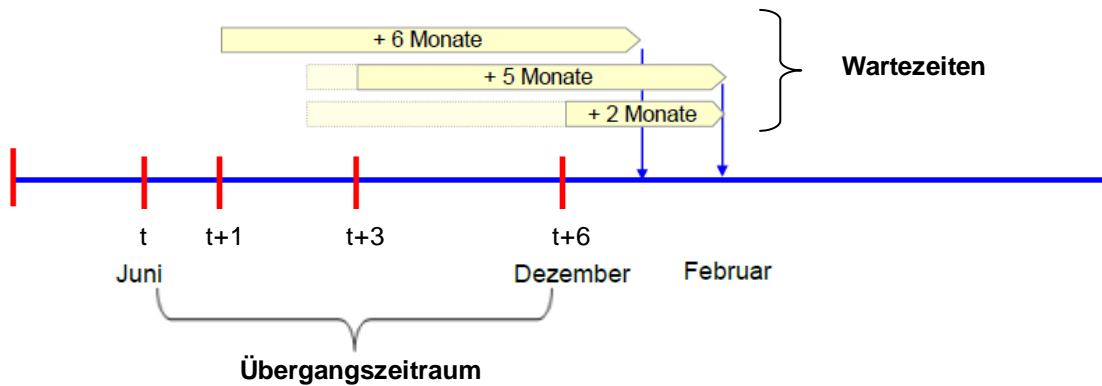 + 6 Monate
+ 5 Monate
+ 2 Monate
Wartezeiten
t
t+1
t+3
t+6
Juni
Dezember
Februar
Übergangszeitraum